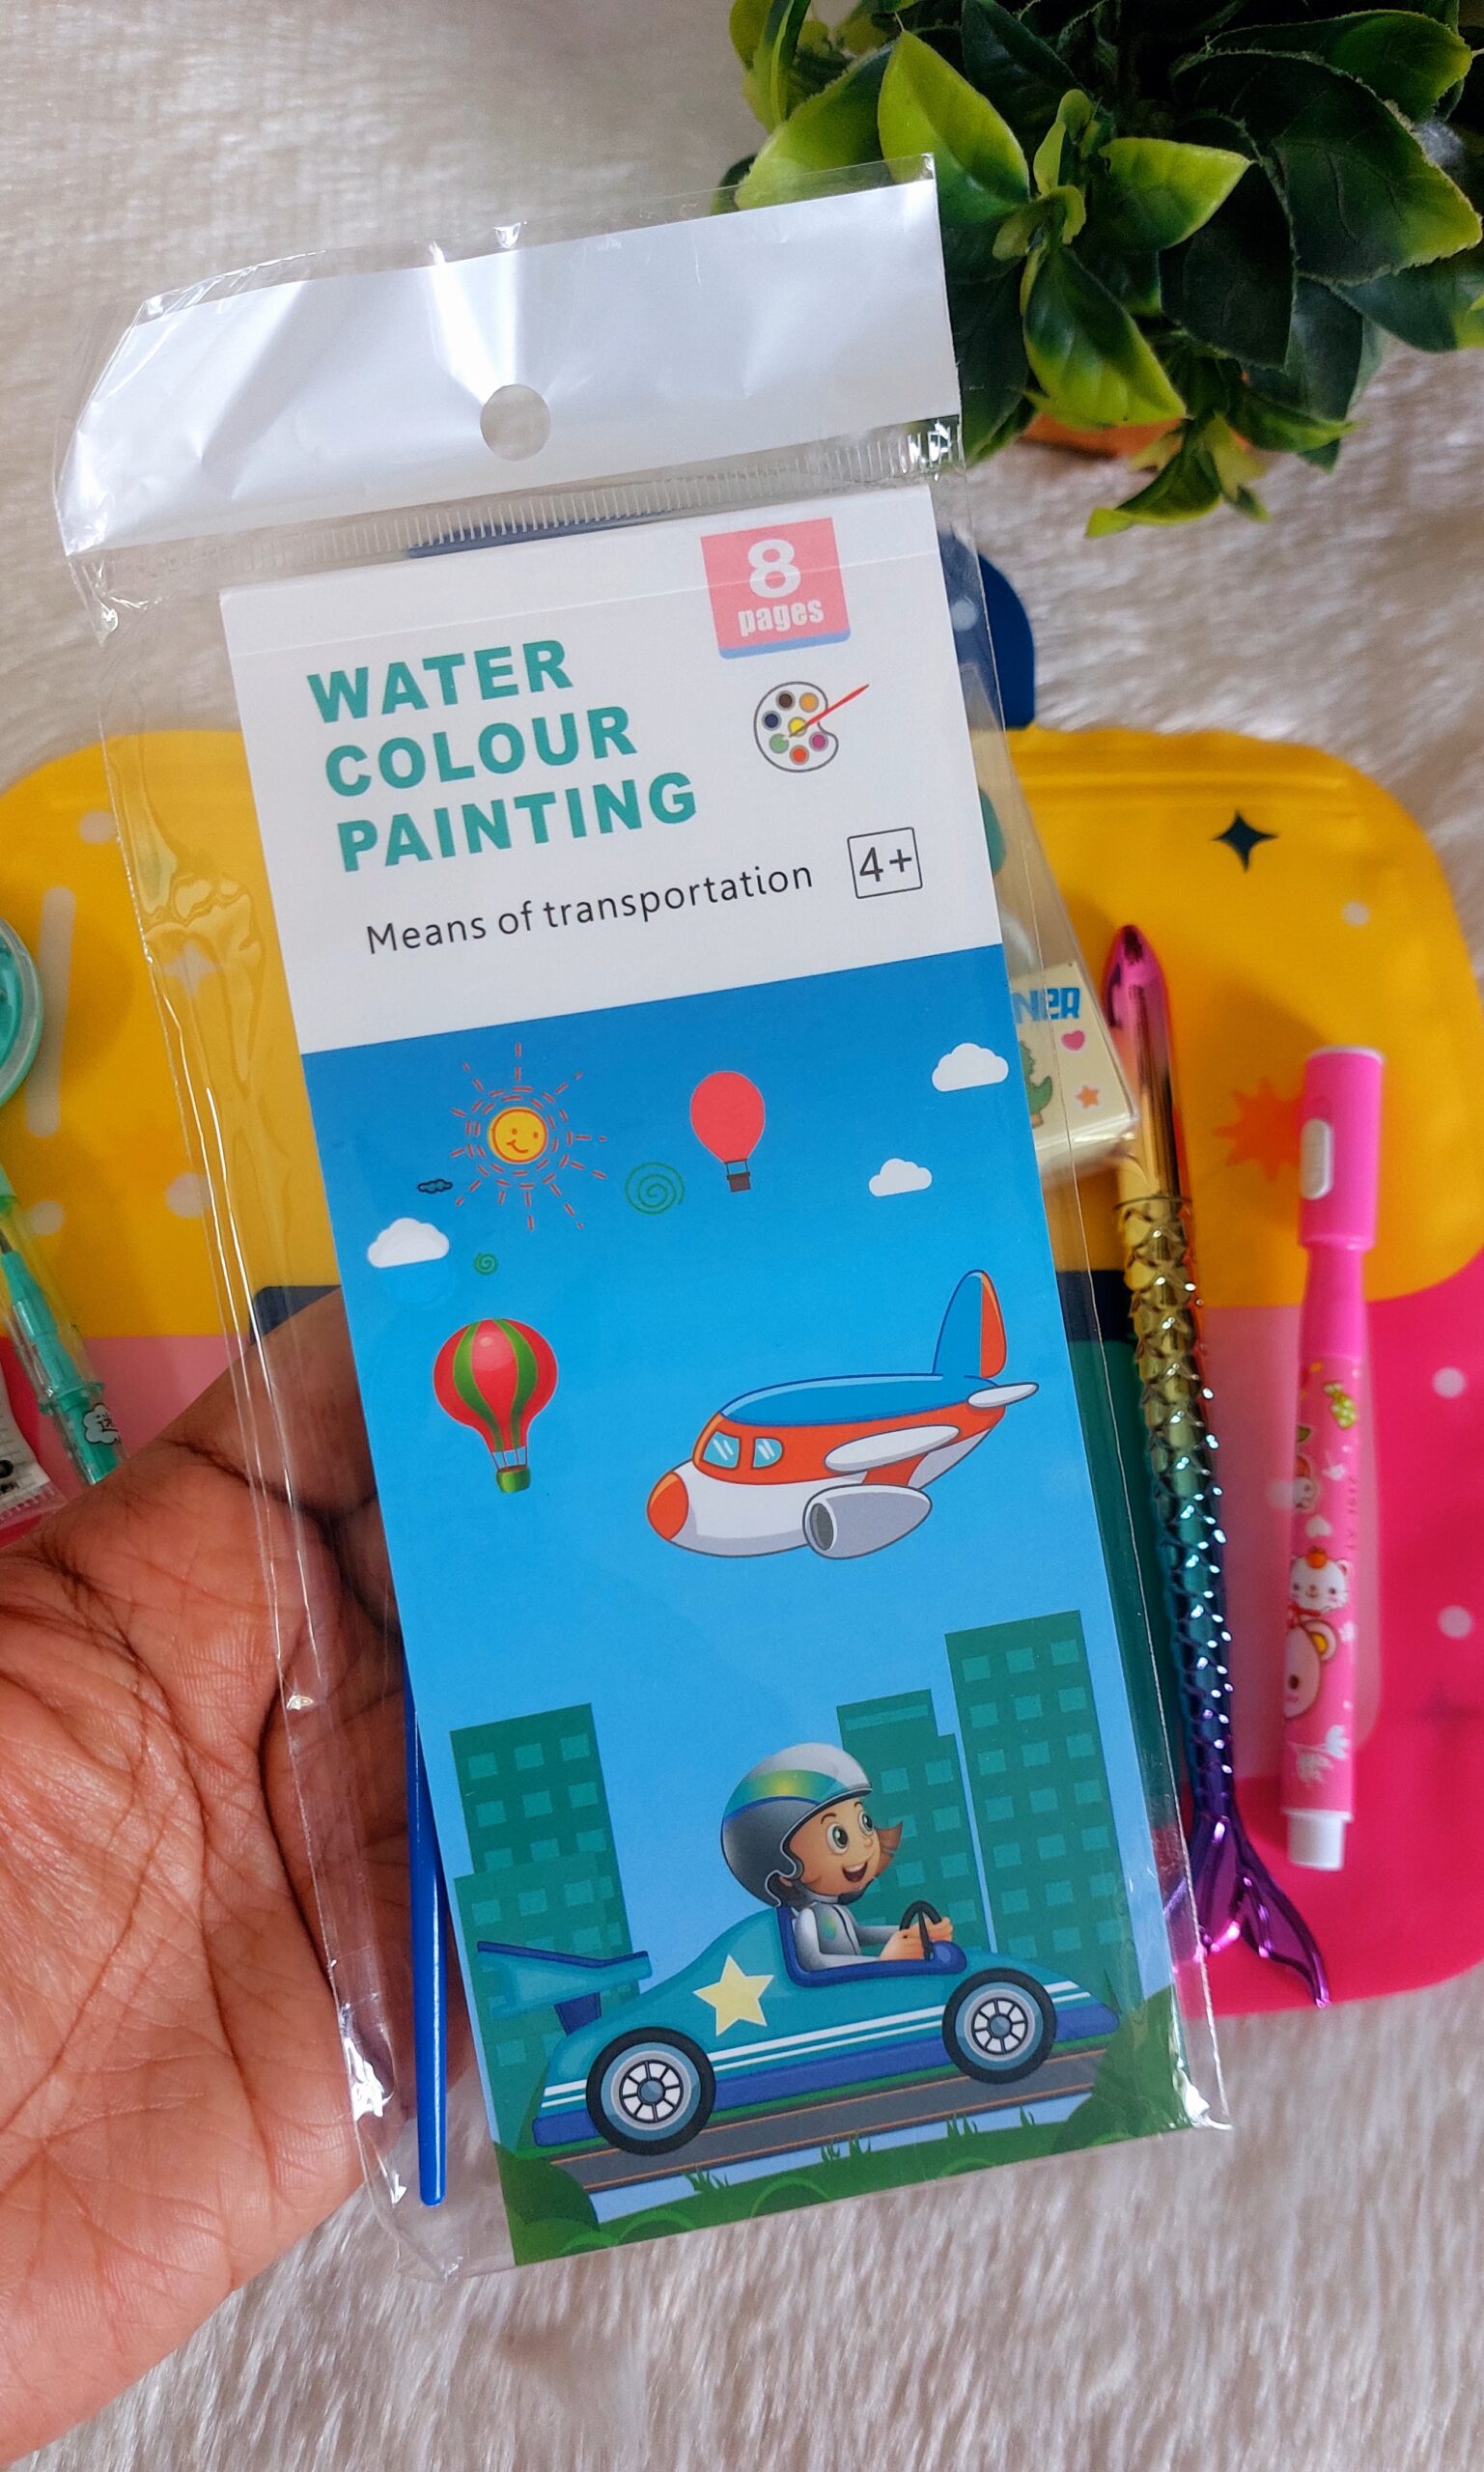 8
pages
WATER
COLOUR
PAINTING
Means of transportation
4+